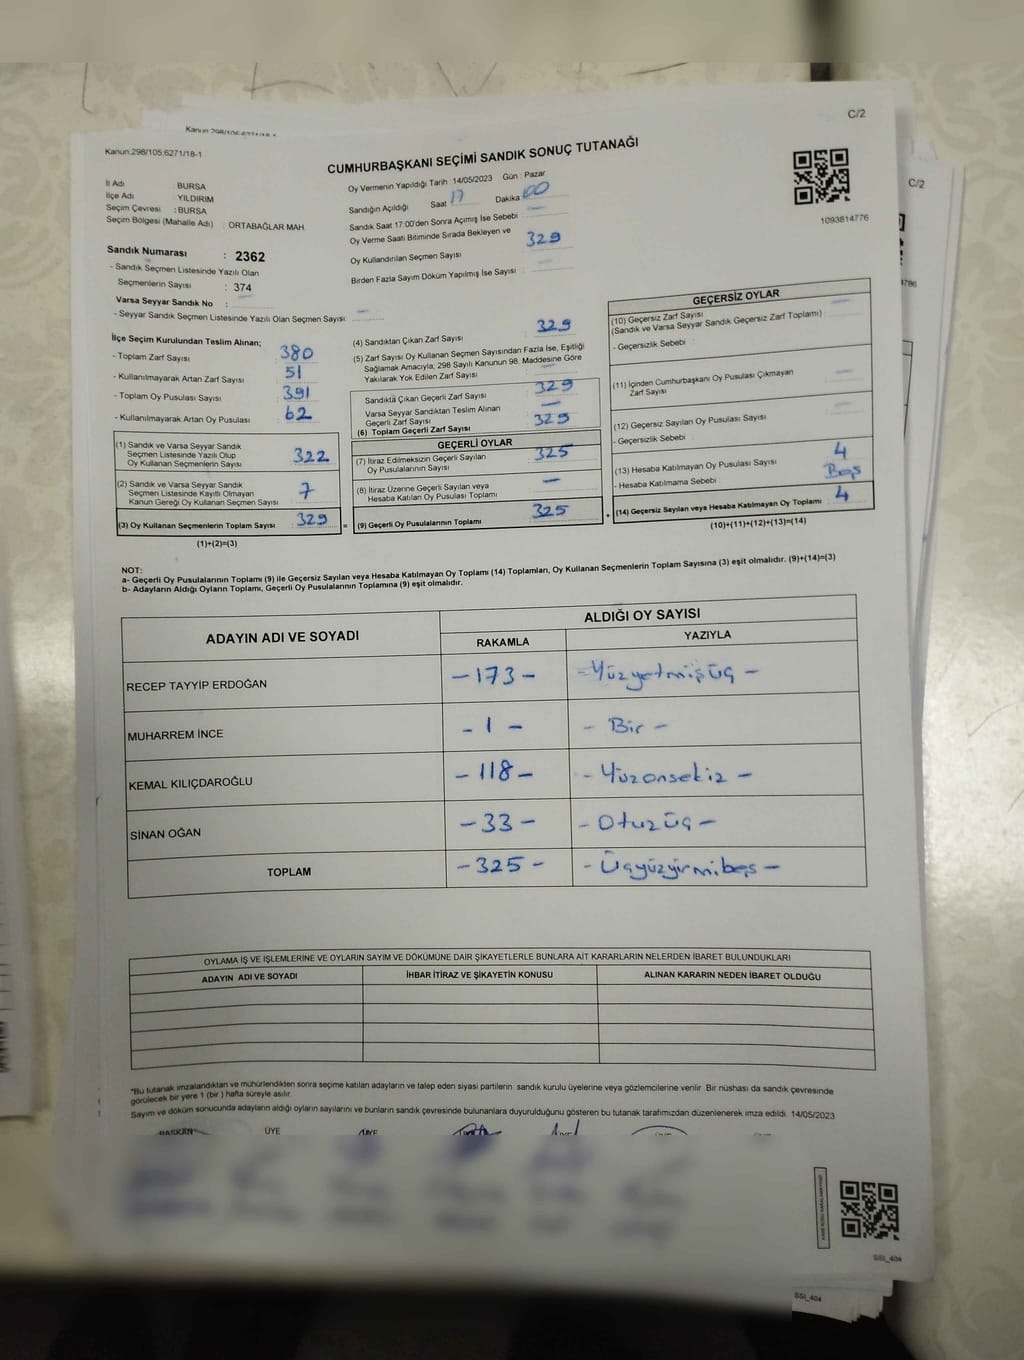 C/2
Kanun:298/105,6271/18-1
CUMHURBAŞKANI SEÇİMİ SANDIK SONUÇ TUTANAĞI
İl Adı : BURSA
İlçe Adı : YILDIRIM
Seçim Çevresi : BURSA
Seçim Bölgesi (Mahalle Adı) : ORTABAĞLAR MAH.
Sandık Numarası : 2362
- Sandık Seçmen Listesinde Yazılı Olan
Seçmenlerin Sayısı : 374
Varsa Seyyar Sandık No :
- Seyyar Sandık Seçmen Listesinde Yazılı Olan Seçmen Sayısı:
Oy Vermenin Yapıldığı Tarih :14/05/2023 Gün : Pazar
Sandığın Açıldığı Saat 17 Dakika 00
Sandık Saat 17:00'den Sonra Açımış İse Sebebi
Oy Verme Saati Bitiminde Sırada Bekleyen ve
Oy Kullandırılan Seçmen Sayısı 329
Birden Fazla Sayım Döküm Yapılmış İse Sayısı :
1093814776
İlçe Seçim Kurulundan Teslim Alınan;
- Toplam Zarf Sayısı : 380
- Kullanılmayarak Artan Zarf Sayısı : 51
- Toplam Oy Pusulası Sayısı : 391
- Kullanılmayarak Artan Oy Pusulası : 62
(1) Sandık ve Varsa Seyyar Sandık
Seçmen Listesinde Yazılı Olup
Oy Kullanan Seçmenlerin Sayısı : 322
(2) Sandık ve Varsa Seyyar Sandık
Seçmen Listesinde Kayıtlı Olmayan
Kanun Gereği Oy Kullanan Seçmen Sayısı : 7
(3) Oy Kullanan Seçmenlerin Toplam Sayısı : 329
(1)+(2)=(3)
(4) Sandıktan Çıkan Zarf Sayısı : 329
(5) Zarf Sayısı Oy Kullanan Seçmen Sayısından Fazla İse, Eşitliği
Sağlamak Amacıyla; 298 Sayılı Kanunun 98. Maddesine Göre
Yakılarak Yok Edilen Zarf Sayısı :
Sandıkta Çıkan Geçerli Zarf Sayısı : 329
Varsa Seyyar Sandıktan Teslim Alınan
Geçerli Zarf Sayısı : —
(6) Toplam Geçerli Zarf Sayısı : 329
GEÇERLİ OYLAR
(7) İtiraz Edilmeksizin Geçerli Sayılan
Oy Pusulalarının Sayısı : 325
(8) İtiraz Üzerine Geçerli Sayılan veya
Hesaba Katılan Oy Pusulası Toplamı : —
= (9) Geçerli Oy Pusulalarının Toplamı : 325
GEÇERSİZ OYLAR
(10) Geçersiz Zarf Sayısı :
(Sandık ve Varsa Seyyar Sandık Geçersiz Zarf Toplamı)
- Geçersizlik Sebebi :
(11) İçinden Cumhurbaşkanı Oy Pusulası Çıkmayan
Zarf Sayısı :
(12) Geçersiz Sayılan Oy Pusulası Sayısı :
- Geçersizlik Sebebi :
(13) Hesaba Katılmayan Oy Pusulası Sayısı : 4
- Hesaba Katılmama Sebebi : Boş
+ (14) Geçersiz Sayılan veya Hesaba Katılmayan Oy Toplamı : 4
(10)+(11)+(12)+(13)=(14)
NOT:
a- Geçerli Oy Pusulalarının Toplamı (9) ile Geçersiz Sayılan veya Hesaba Katılmayan Oy Toplamı (14) Toplamları, Oy Kullanan Seçmenlerin Toplam Sayısına (3) eşit olmalıdır. (9)+(14)=(3)
b- Adayların Aldığı Oyların Toplamı, Geçerli Oy Pusulalarının Toplamına (9) eşit olmalıdır.
ADAYIN ADI VE SOYADI
ALDIĞI OY SAYISI
RAKAMLA YAZIYLA
RECEP TAYYİP ERDOĞAN -173- -Yüzyetmişüç-
MUHARREM İNCE -1- -Bir-
KEMAL KILIÇDAROĞLU -118- -Yüzonsekiz-
SİNAN OĞAN -33- -Otuzüç-
TOPLAM -325- -Üçyüzyirmibeş-
OYLAMA İŞ VE İŞLEMLERİNE VE OYLARIN SAYIM VE DÖKÜMÜNE DAİR ŞİKAYETLERLE BUNLARA AİT KARARLARIN NELERDEN İBARET BULUNDUKLARI
ADAYIN ADI VE SOYADI İHBAR İTİRAZ VE ŞİKAYETİN KONUSU ALINAN KARARIN NEDEN İBARET OLDUĞU
*Bu tutanak imzalandıktan ve mühürlendikten sonra seçime katılan adayların ve talep eden siyasi partilerin sandık kurulu üyelerine veya gözlemcilerine verilir. Bir nüshası da sandık çevresinde
görülecek bir yere 1 (bir ) hafta süreyle asılır.
Sayım ve döküm sonucunda adayların aldığı oyların sayılarını ve bunların sandık çevresinde bulunanlara duyurulduğunu gösteren bu tutanak tarafımızdan düzenlenerek imza edildi. 14/05/2023
BAŞKAN ÜYE ÜYE
SSİ_404
SSİ_404
C/2